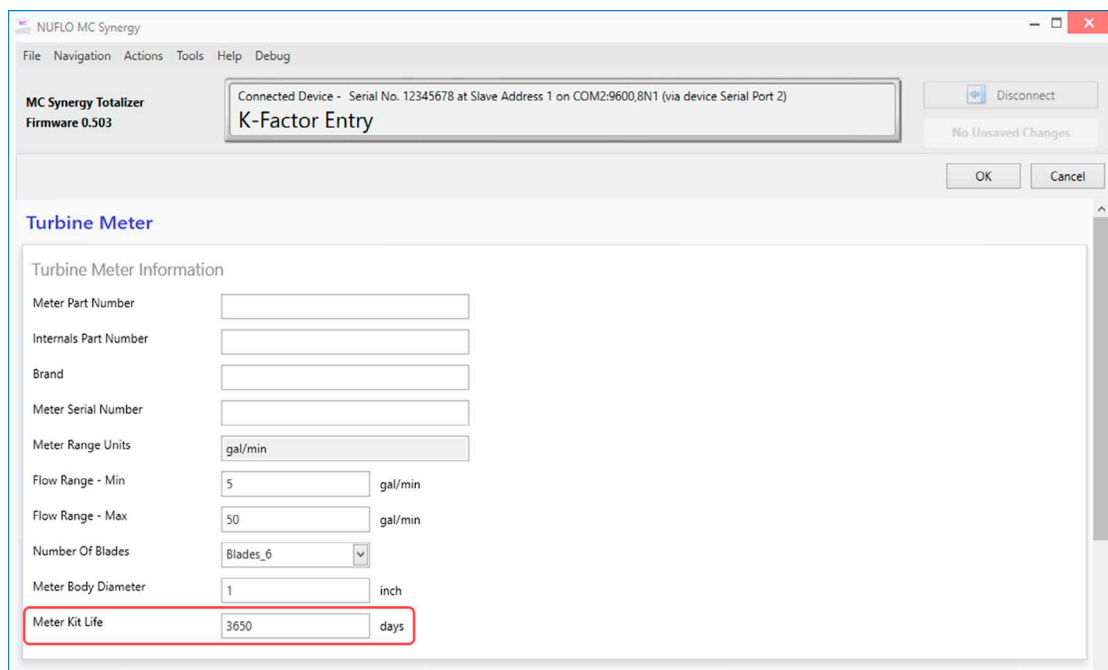 NUFLO MC Synergy
File Navigation Actions Tools Help Debug
MC Synergy Totalizer
Firmware 0.503
Connected Device - Serial No. 12345678 at Slave Address 1 on COM2:9600,8N1 (via device Serial Port 2)
K-Factor Entry
Disconnect
No Unsaved Changes
OK Cancel
Turbine Meter
Turbine Meter Information
Meter Part Number
Internals Part Number
Brand
Meter Serial Number
Meter Range Units gal/min
Flow Range - Min 5 gal/min
Flow Range - Max 50 gal/min
Number Of Blades Blades_6
Meter Body Diameter 1 inch
Meter Kit Life 3650 days